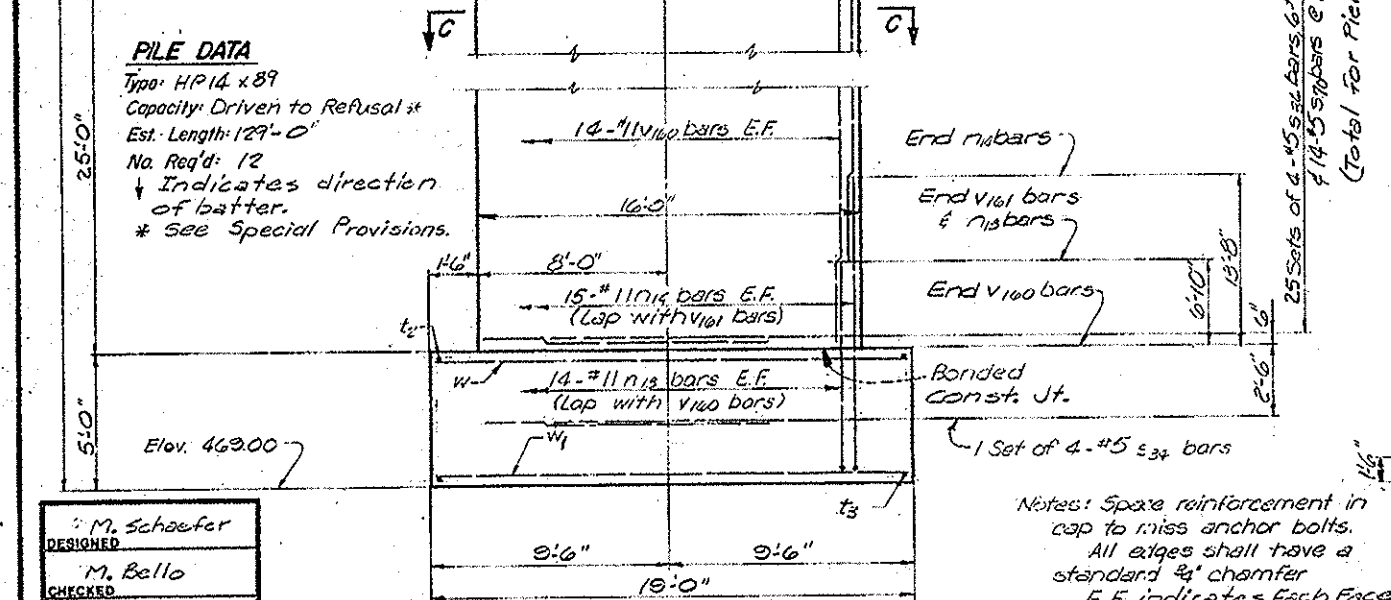 C
C
PILE DATA
Type: HP14 x 89
Capacity: Driven to Refusal *
Est. Length: 129'-0"
No. Req'd: 12
Indicates direction
of batter.
* See Special Provisions.
25'-0"
14-#11 v160 bars E.F.
16'-0"
1'-6"
8'-0"
15-#11 n14 bars E.F.
(Lap with v161 bars)
t2
w
14-#11 n13 bars E.F.
(Lap with v160 bars)
w1
5'-0"
Elev. 469.00
End n14 bars
End v161 bars
& n13 bars
End v160 bars
Bonded
const. Jt.
1 Set of 4-#5 s34 bars
6'-10"
13'-8"
6"
2'-6"
25 Sets of 4-#5 s34 bars,
(Total for Pier
1'-6"
t3
9'-6"
9'-6"
19'-0"
M. Schaefer
DESIGNED
M. Bello
CHECKED
Notes: Space reinforcement in
cap to miss anchor bolts.
All edges shall have a
standard 3/4" chamfer
E.F. indicates Each Face